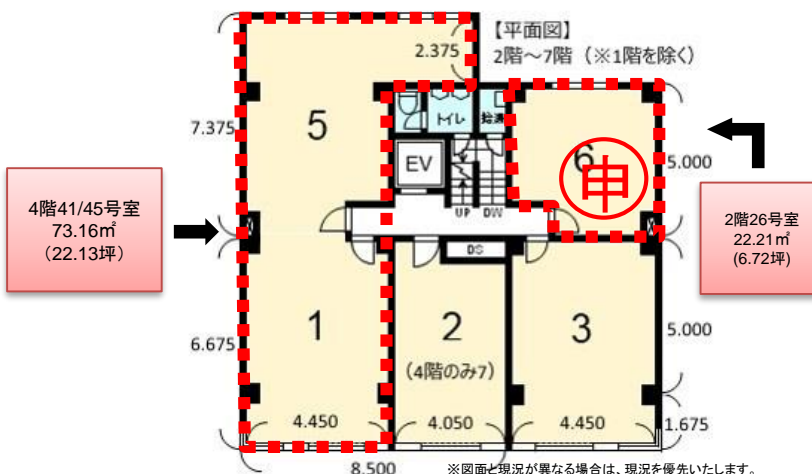 【平面図】
2階～7階（※1階を除く）
2.375
7.375
5
トイレ
給湯
EV
UP
DW
6
申
5.000
4階41/45号室
73.16㎡
（22.13坪）
2階26号室
22.21㎡
(6.72坪)
DS
1
2
（4階のみ7）
3
6.675
5.000
4.450
4.050
4.450
1.675
8.500
※図面と現況が異なる場合は、現況を優先いたします。